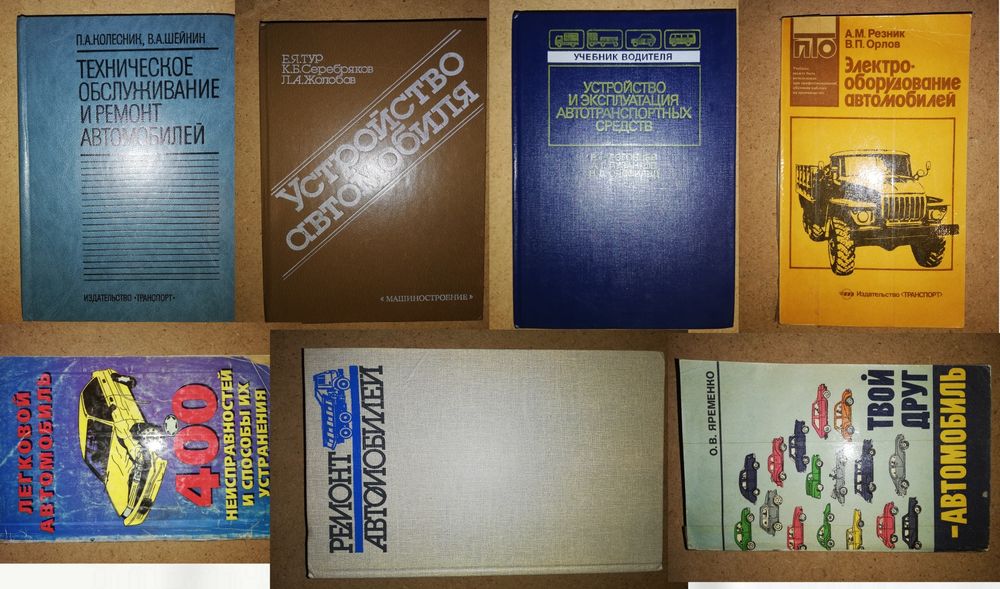 П.А.КОЛЕСНИК, В.А.ШЕЙНИН
ТЕХНИЧЕСКОЕ
ОБСЛУЖИВАНИЕ
И РЕМОНТ
АВТОМОБИЛЕЙ
ИЗДАТЕЛЬСТВО «ТРАНСПОРТ»
Е.Я.ТУР
К.Б.Серебряков
Л.А.Жолобов
Устройство
автомобиля
«МАШИНОСТРОЕНИЕ»
УЧЕБНИК ВОДИТЕЛЯ
УСТРОЙСТВО
И ЭКСПЛУАТАЦИЯ
АВТОТРАНСПОРТНЫХ
СРЕДСТВ
ПТО
А.М. Резник
В.П. Орлов
Электро-
оборудование
автомобилей
Издательство «ТРАНСПОРТ»
ЛЕГКОВОЙ
АВТОМОБИЛЬ
400
НЕИСПРАВНОСТЕЙ
И СПОСОБЫ ИХ
УСТРАНЕНИЯ
РЕМОНТ
АВТОМОБИЛЕЙ
О.В. ЯРЕМЕНКО
ТВОЙ
ДРУГ
-АВТОМОБИЛЬ